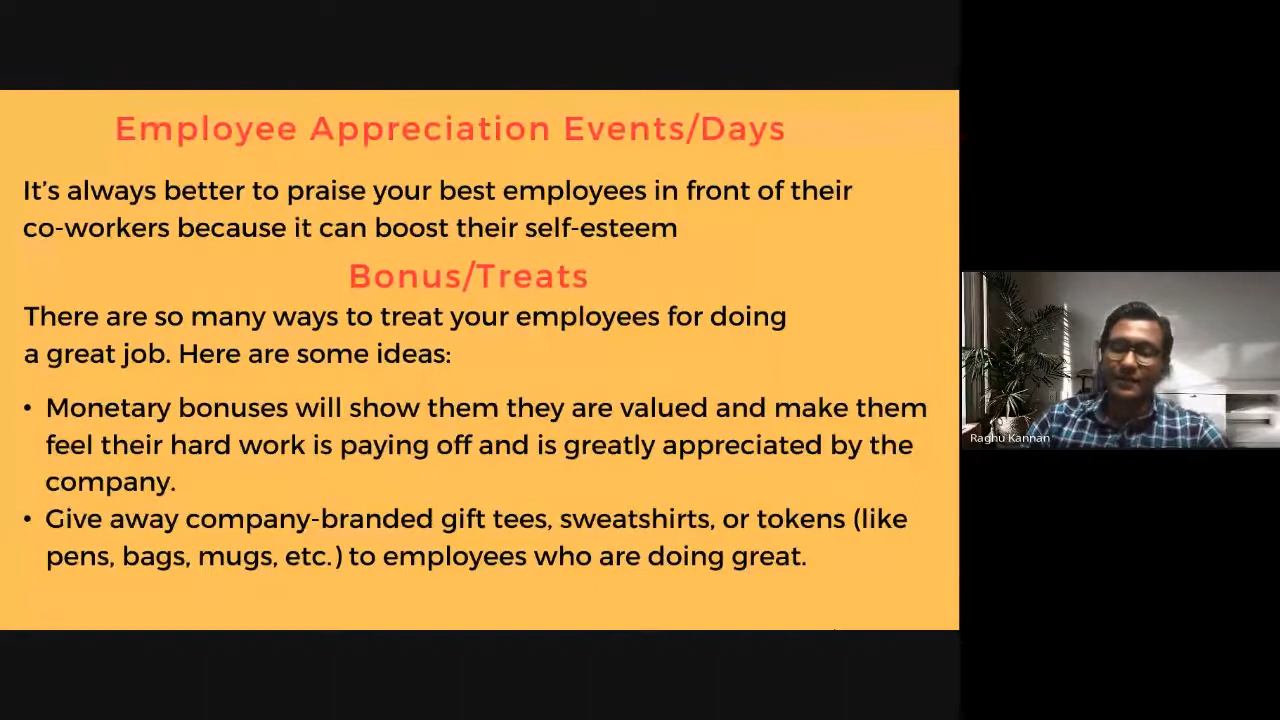 Employee Appreciation Events/Days
It’s always better to praise your best employees in front of their
co-workers because it can boost their self-esteem
Bonus/Treats
There are so many ways to treat your employees for doing
a great job. Here are some ideas:
• Monetary bonuses will show them they are valued and make them
feel their hard work is paying off and is greatly appreciated by the
company.
• Give away company-branded gift tees, sweatshirts, or tokens (like
pens, bags, mugs, etc.) to employees who are doing great.
Raghu Kannan